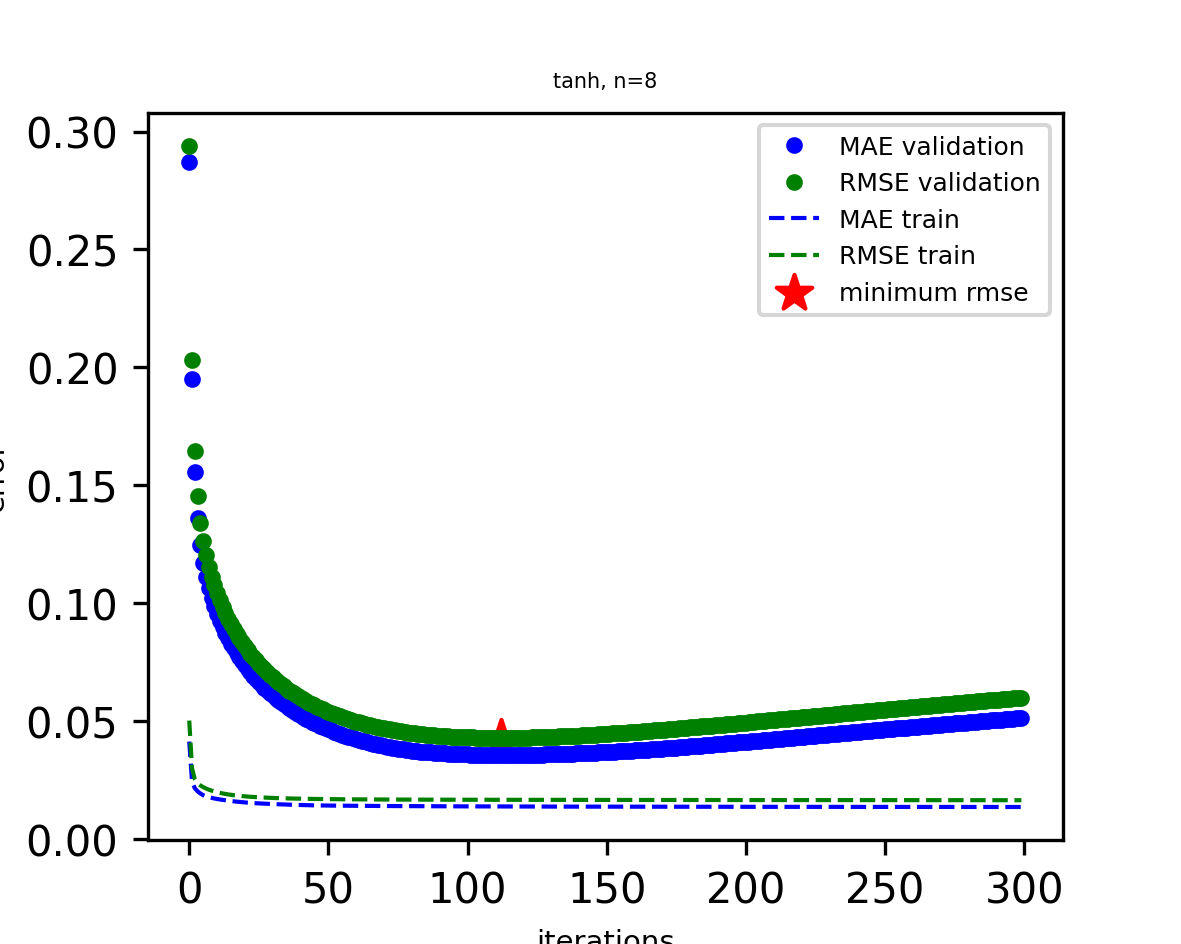 tanh, n=8
0.30
0.25
0.20
0.15
0.10
0.05
0.00
MAE validation
RMSE validation
MAE train
RMSE train
minimum rmse
0 50 100 150 200 250 300
iterations